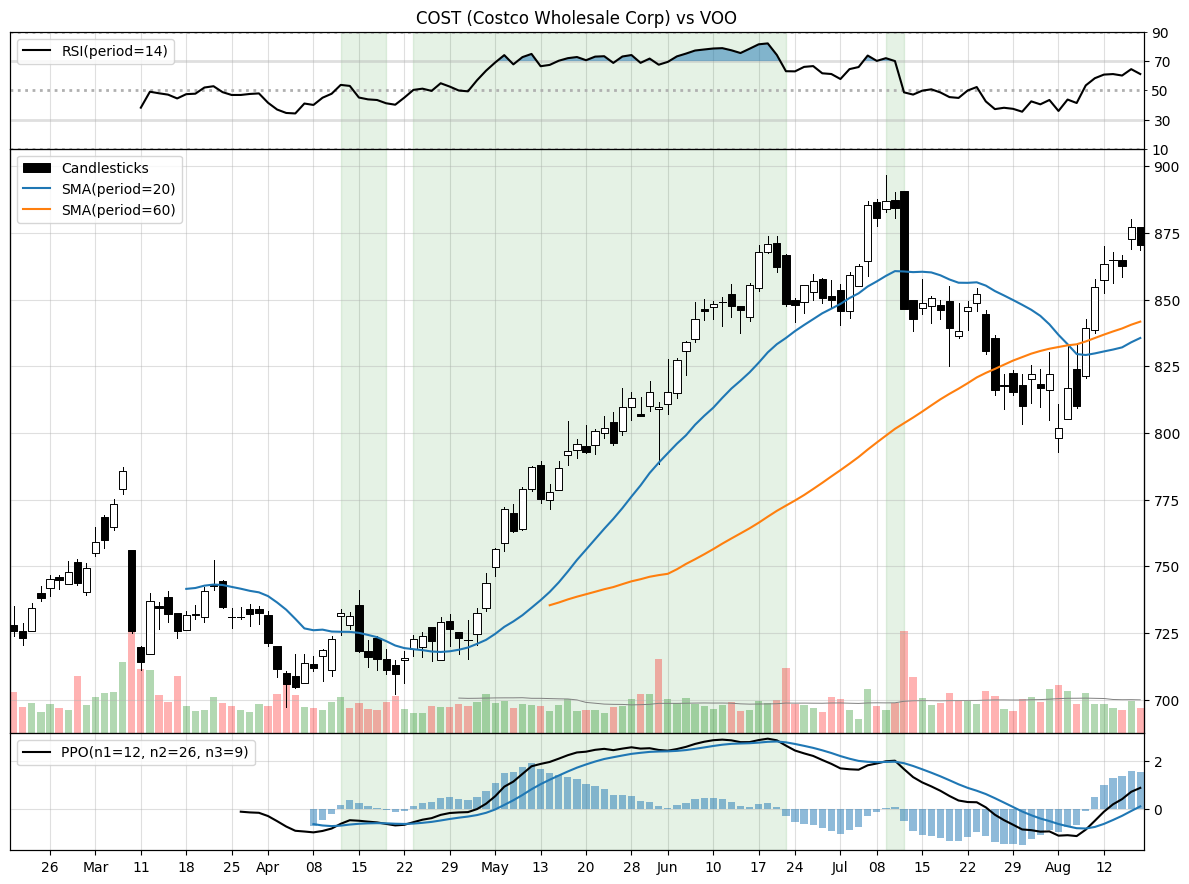 COST (Costco Wholesale Corp) vs VOO
RSI(period=14)
90
70
50
30
10
Candlesticks
SMA(period=20)
SMA(period=60)
900
875
850
825
800
775
750
725
700
PPO(n1=12, n2=26, n3=9)
2
0
26 Mar 11 18 25 Apr 08 15 22 29 May 13 20 28 Jun 10 17 24 Jul 08 15 22 29 Aug 12